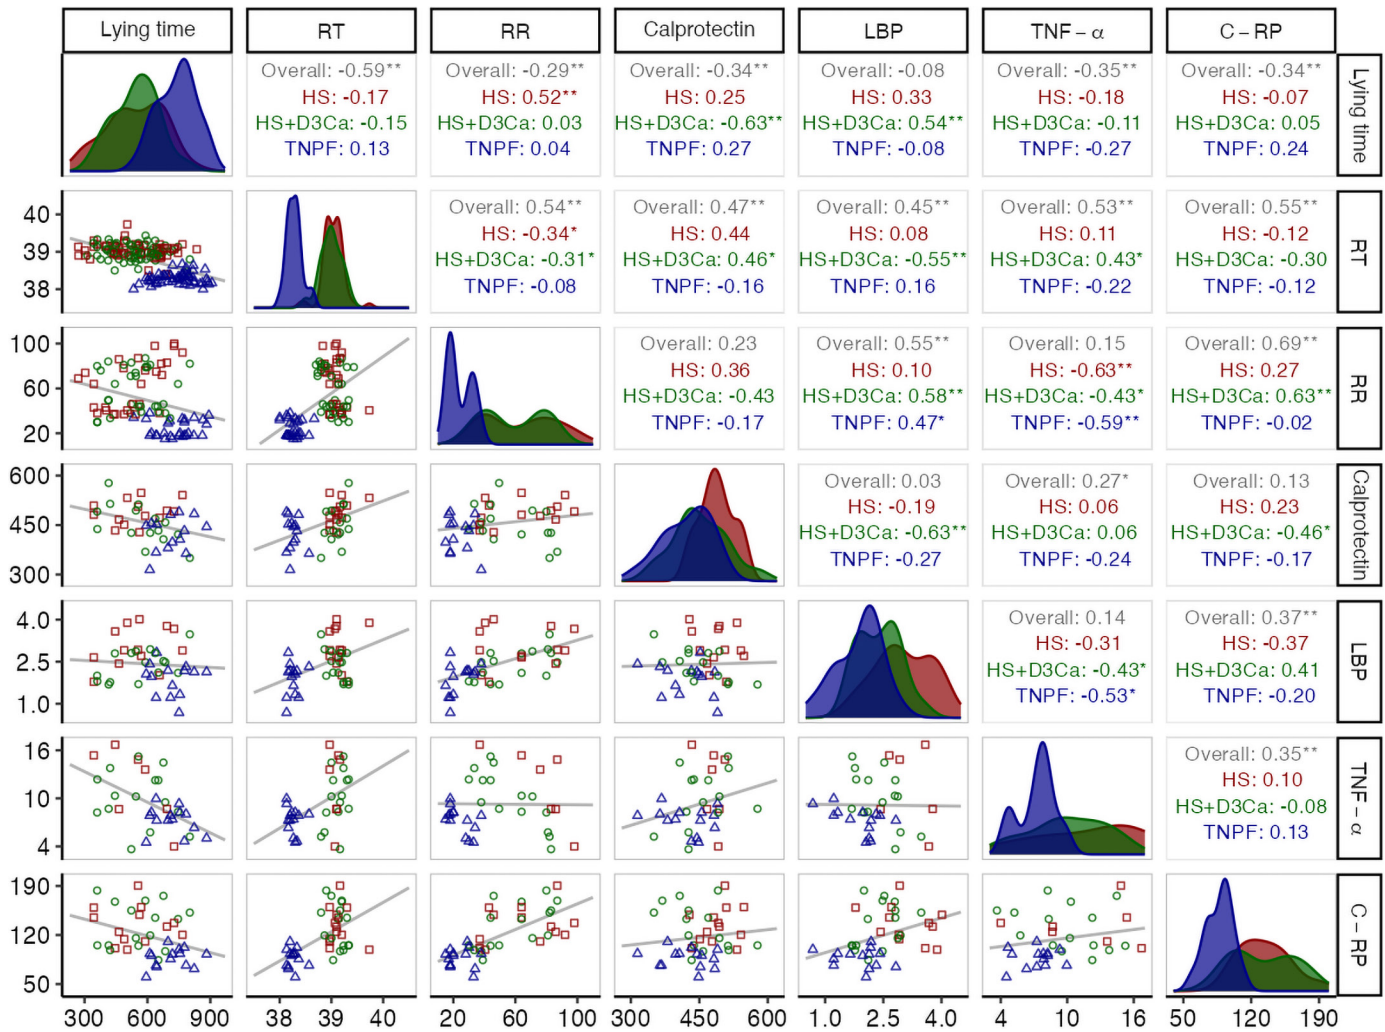 Lying time RT RR Calprotectin LBP TNF – α C – RP
Overall: -0.59** Overall: -0.29** Overall: -0.34** Overall: -0.08 Overall: -0.35** Overall: -0.34**
HS: -0.17 HS: 0.52** HS: 0.25 HS: 0.33 HS: -0.18 HS: -0.07
HS+D3Ca: -0.15 HS+D3Ca: 0.03 HS+D3Ca: -0.63** HS+D3Ca: 0.54** HS+D3Ca: -0.11 HS+D3Ca: 0.05
TNPF: 0.13 TNPF: 0.04 TNPF: 0.27 TNPF: -0.08 TNPF: -0.27 TNPF: 0.24
Lying time
40
39
38
Overall: 0.54** Overall: 0.47** Overall: 0.45** Overall: 0.53** Overall: 0.55**
HS: -0.34* HS: 0.44 HS: 0.08 HS: 0.11 HS: -0.12
HS+D3Ca: -0.31* HS+D3Ca: 0.46* HS+D3Ca: -0.55** HS+D3Ca: 0.43* HS+D3Ca: -0.30
TNPF: -0.08 TNPF: -0.16 TNPF: 0.16 TNPF: -0.22 TNPF: -0.12
RT
100
60
20
Overall: 0.23 Overall: 0.55** Overall: 0.15 Overall: 0.69**
HS: 0.36 HS: 0.10 HS: -0.63** HS: 0.27
HS+D3Ca: -0.43 HS+D3Ca: 0.58** HS+D3Ca: -0.43* HS+D3Ca: 0.63**
TNPF: -0.17 TNPF: 0.47* TNPF: -0.59** TNPF: -0.02
RR
600
450
300
Overall: 0.03 Overall: 0.27* Overall: 0.13
HS: -0.19 HS: 0.06 HS: 0.23
HS+D3Ca: -0.63** HS+D3Ca: 0.06 HS+D3Ca: -0.46*
TNPF: -0.27 TNPF: -0.24 TNPF: -0.17
Calprotectin
4.0
2.5
1.0
Overall: 0.14 Overall: 0.37**
HS: -0.31 HS: -0.37
HS+D3Ca: -0.43* HS+D3Ca: 0.41
TNPF: -0.53* TNPF: -0.20
LBP
16
10
4
Overall: 0.35**
HS: 0.10
HS+D3Ca: -0.08
TNPF: 0.13
TNF – α
190
120
50
C – RP
300 600 900 38 39 40 20 60 100 300 450 600 1.0 2.5 4.0 4 10 16 50 120 190